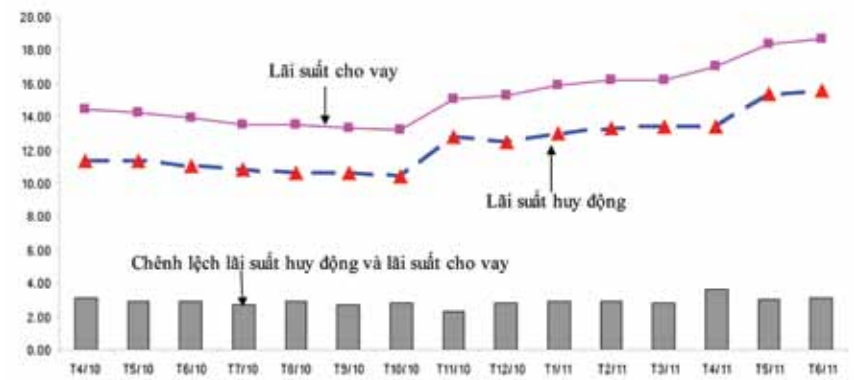 20.00
18.00
16.00
14.00
12.00
10.00
8.00
6.00
4.00
2.00
0.00
Lãi suất cho vay
Lãi suất huy động
Chênh lệch lãi suất huy động và lãi suất cho vay
T4/10 T5/10 T6/10 T7/10 T8/10 T9/10 T10/10 T11/10 T12/10 T1/11 T2/11 T3/11 T4/11 T5/11 T6/11